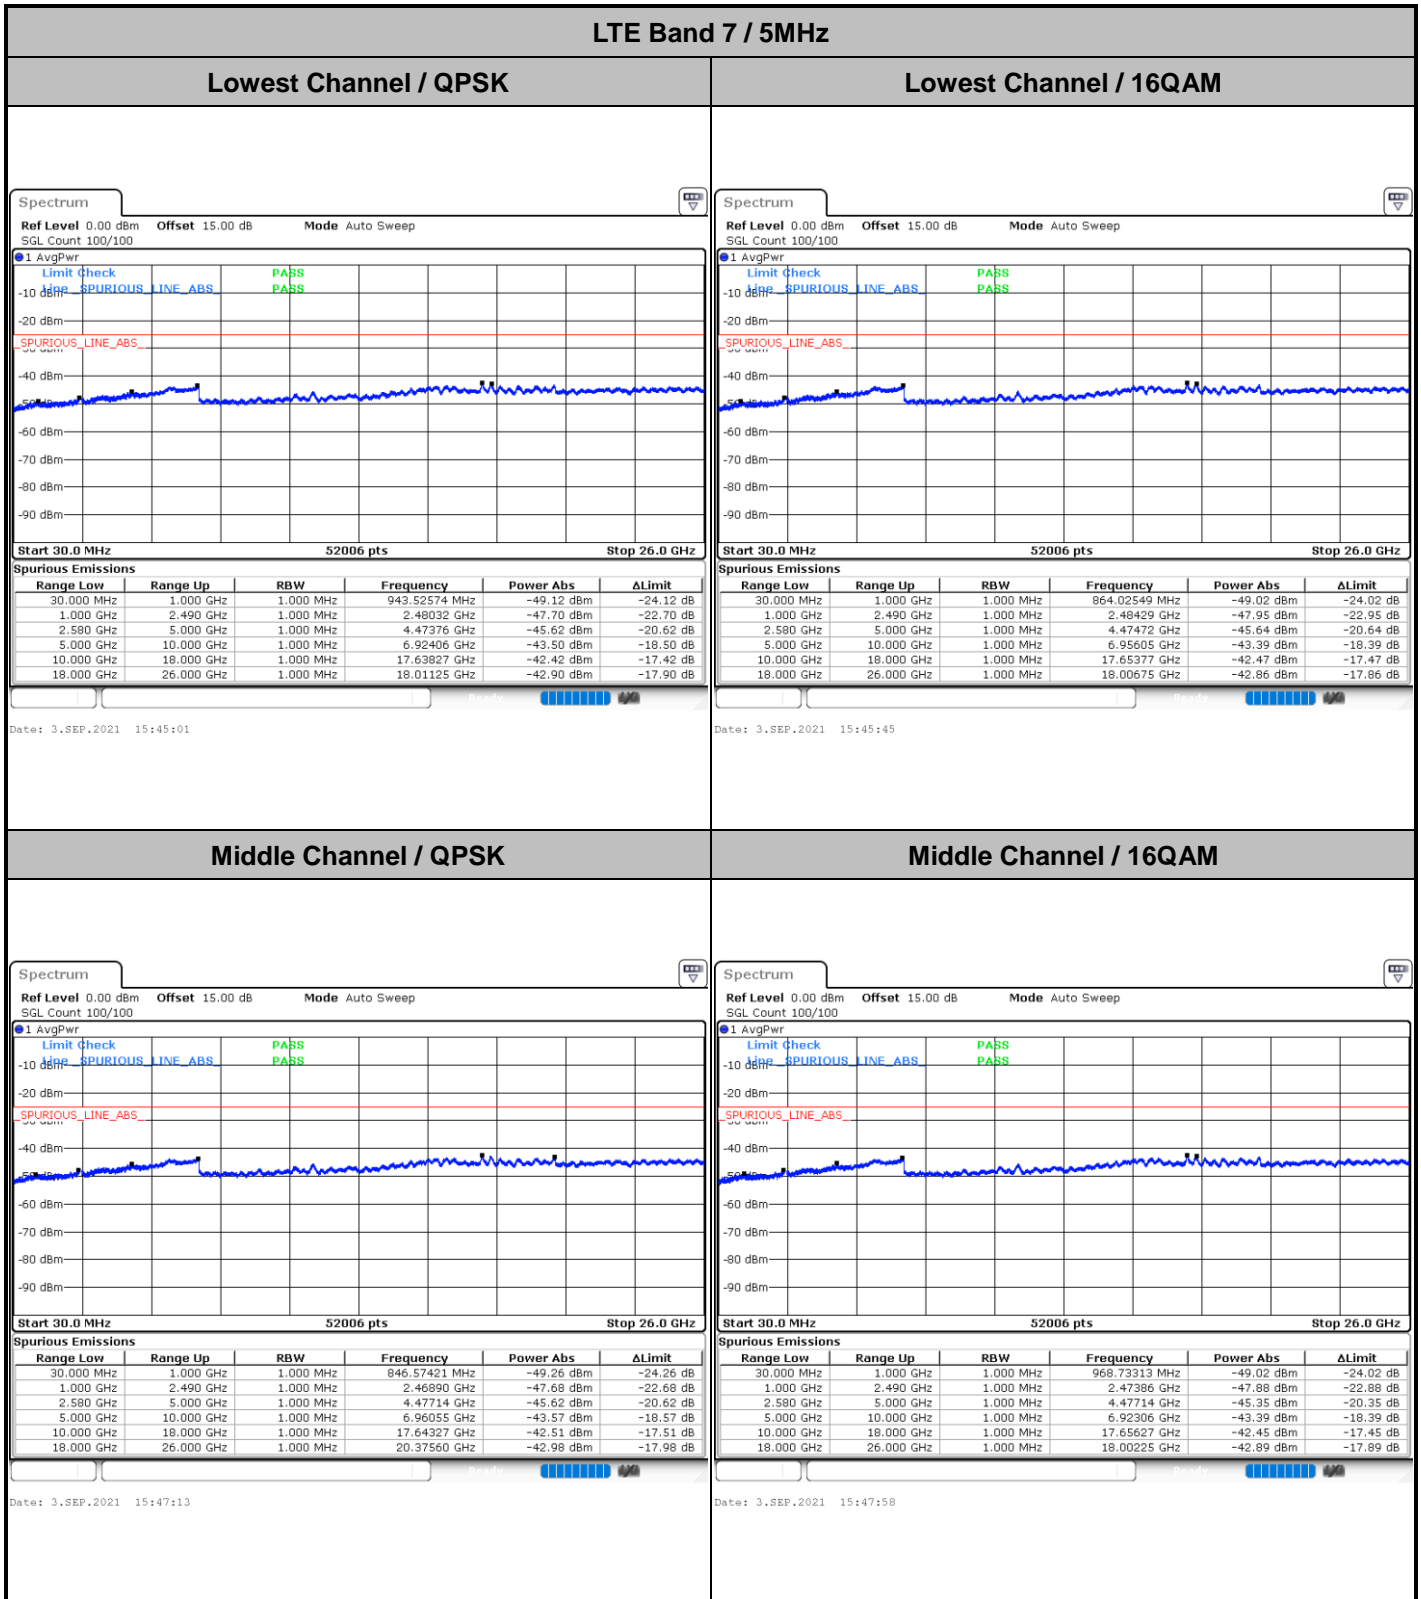 LTE Band 7 / 5MHz
Lowest Channel / QPSK
Lowest Channel / 16QAM
Spectrum
Ref Level 0.00 dBm Offset 15.00 dB Mode Auto Sweep
SGL Count 100/100
1 AvgPwr
Limit Check PASS
Line _SPURIOUS_LINE_ABS_ PASS
-10 dBm
-20 dBm
_SPURIOUS_LINE_ABS_
-30 dBm
-40 dBm
-50 dBm
-60 dBm
-70 dBm
-80 dBm
-90 dBm
Start 30.0 MHz 52006 pts Stop 26.0 GHz
Spurious Emissions
Range Low Range Up RBW Frequency Power Abs ΔLimit
30.000 MHz 1.000 GHz 1.000 MHz 943.52574 MHz -49.12 dBm -24.12 dB
1.000 GHz 2.490 GHz 1.000 MHz 2.48032 GHz -47.70 dBm -22.70 dB
2.580 GHz 5.000 GHz 1.000 MHz 4.47376 GHz -45.62 dBm -20.62 dB
5.000 GHz 10.000 GHz 1.000 MHz 6.92406 GHz -43.50 dBm -18.50 dB
10.000 GHz 18.000 GHz 1.000 MHz 17.63827 GHz -42.42 dBm -17.42 dB
18.000 GHz 26.000 GHz 1.000 MHz 18.01125 GHz -42.90 dBm -17.90 dB
Ready
Date: 3.SEP.2021 15:45:01
Spectrum
Ref Level 0.00 dBm Offset 15.00 dB Mode Auto Sweep
SGL Count 100/100
1 AvgPwr
Limit Check PASS
Line _SPURIOUS_LINE_ABS_ PASS
-10 dBm
-20 dBm
_SPURIOUS_LINE_ABS_
-30 dBm
-40 dBm
-50 dBm
-60 dBm
-70 dBm
-80 dBm
-90 dBm
Start 30.0 MHz 52006 pts Stop 26.0 GHz
Spurious Emissions
Range Low Range Up RBW Frequency Power Abs ΔLimit
30.000 MHz 1.000 GHz 1.000 MHz 864.02549 MHz -49.02 dBm -24.02 dB
1.000 GHz 2.490 GHz 1.000 MHz 2.48429 GHz -47.95 dBm -22.95 dB
2.580 GHz 5.000 GHz 1.000 MHz 4.47472 GHz -45.64 dBm -20.64 dB
5.000 GHz 10.000 GHz 1.000 MHz 6.95605 GHz -43.39 dBm -18.39 dB
10.000 GHz 18.000 GHz 1.000 MHz 17.65377 GHz -42.47 dBm -17.47 dB
18.000 GHz 26.000 GHz 1.000 MHz 18.00675 GHz -42.86 dBm -17.86 dB
Ready
Date: 3.SEP.2021 15:45:45
Middle Channel / QPSK
Middle Channel / 16QAM
Spectrum
Ref Level 0.00 dBm Offset 15.00 dB Mode Auto Sweep
SGL Count 100/100
1 AvgPwr
Limit Check PASS
Line _SPURIOUS_LINE_ABS_ PASS
-10 dBm
-20 dBm
_SPURIOUS_LINE_ABS_
-30 dBm
-40 dBm
-50 dBm
-60 dBm
-70 dBm
-80 dBm
-90 dBm
Start 30.0 MHz 52006 pts Stop 26.0 GHz
Spurious Emissions
Range Low Range Up RBW Frequency Power Abs ΔLimit
30.000 MHz 1.000 GHz 1.000 MHz 846.57421 MHz -49.26 dBm -24.26 dB
1.000 GHz 2.490 GHz 1.000 MHz 2.46890 GHz -47.68 dBm -22.68 dB
2.580 GHz 5.000 GHz 1.000 MHz 4.47714 GHz -45.62 dBm -20.62 dB
5.000 GHz 10.000 GHz 1.000 MHz 6.96055 GHz -43.57 dBm -18.57 dB
10.000 GHz 18.000 GHz 1.000 MHz 17.64327 GHz -42.51 dBm -17.51 dB
18.000 GHz 26.000 GHz 1.000 MHz 20.37560 GHz -42.98 dBm -17.98 dB
Ready
Date: 3.SEP.2021 15:47:13
Spectrum
Ref Level 0.00 dBm Offset 15.00 dB Mode Auto Sweep
SGL Count 100/100
1 AvgPwr
Limit Check PASS
Line _SPURIOUS_LINE_ABS_ PASS
-10 dBm
-20 dBm
_SPURIOUS_LINE_ABS_
-30 dBm
-40 dBm
-50 dBm
-60 dBm
-70 dBm
-80 dBm
-90 dBm
Start 30.0 MHz 52006 pts Stop 26.0 GHz
Spurious Emissions
Range Low Range Up RBW Frequency Power Abs ΔLimit
30.000 MHz 1.000 GHz 1.000 MHz 968.73313 MHz -49.02 dBm -24.02 dB
1.000 GHz 2.490 GHz 1.000 MHz 2.47386 GHz -47.88 dBm -22.88 dB
2.580 GHz 5.000 GHz 1.000 MHz 4.47714 GHz -45.35 dBm -20.35 dB
5.000 GHz 10.000 GHz 1.000 MHz 6.92306 GHz -43.39 dBm -18.39 dB
10.000 GHz 18.000 GHz 1.000 MHz 17.65627 GHz -42.45 dBm -17.45 dB
18.000 GHz 26.000 GHz 1.000 MHz 18.00225 GHz -42.89 dBm -17.89 dB
Ready
Date: 3.SEP.2021 15:47:58